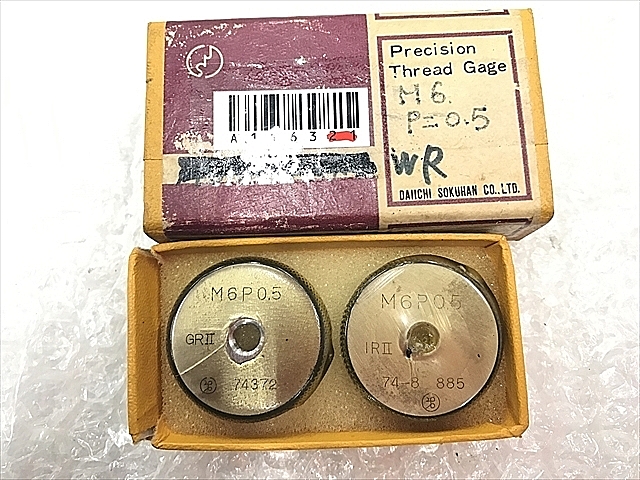 Precision
Thread Gage
M6.
P=0.5
WR
DAIICHI SOKUHAN CO.,LTD.
M6P0.5
GRII
74372
M6P0.5
IRII
74-8 885